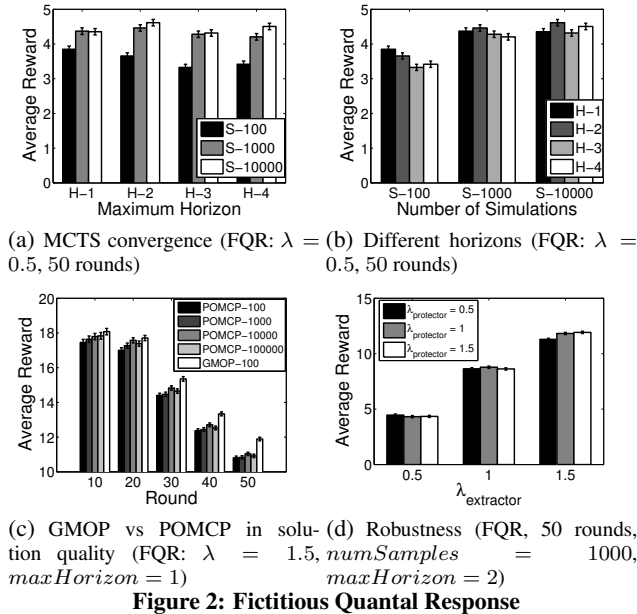 5
4
3
2
1
0
Average Reward
H-1 H-2 H-3 H-4
Maximum Horizon
S-100
S-1000
S-10000
5
4
3
2
1
0
Average Reward
S-100 S-1000 S-10000
Number of Simulations
H-1
H-2
H-3
H-4
(a) MCTS convergence (FQR: λ =
0.5, 50 rounds)
(b) Different horizons (FQR: λ =
0.5, 50 rounds)
20
18
16
14
12
10
Average Reward
10 20 30 40 50
Round
POMCP-100
POMCP-1000
POMCP-10000
POMCP-100000
GMOP-100
15
10
5
0
Average Reward
0.5 1 1.5
λextractor
λprotector = 0.5
λprotector = 1
λprotector = 1.5
(c) GMOP vs POMCP in solu-
tion quality (FQR: λ = 1.5,
maxHorizon = 1)
(d) Robustness (FQR, 50 rounds,
numSamples = 1000,
maxHorizon = 2)
Figure 2: Fictitious Quantal Response